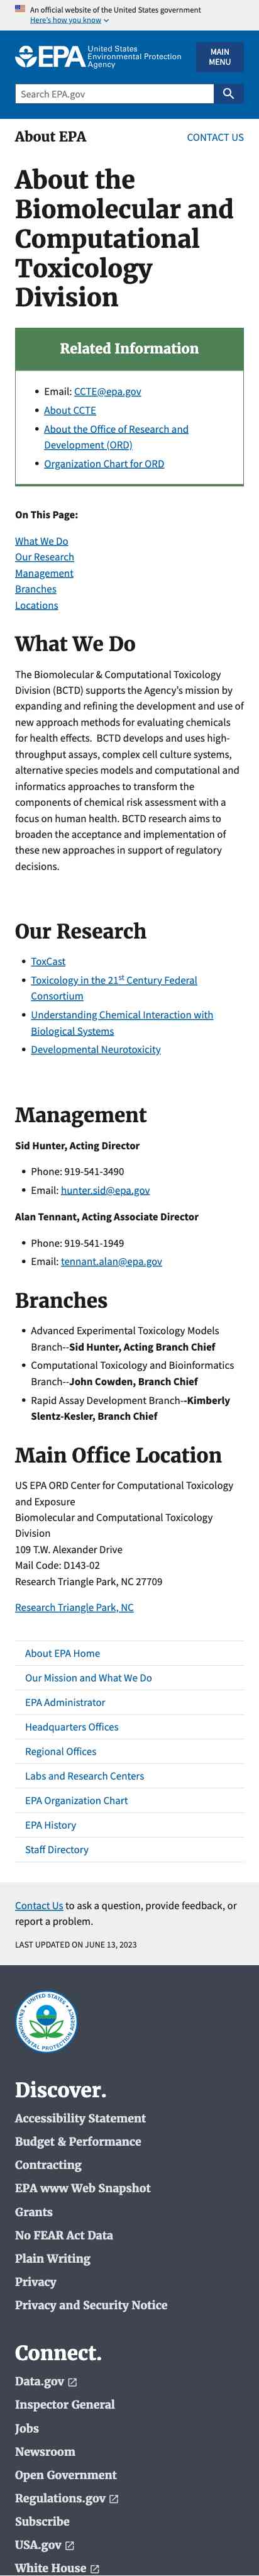 An official website of the United States government
Here's how you know
EPA United States
Environmental Protection
Agency
MAIN
MENU
Search EPA.gov
About EPA
CONTACT US
About the
Biomolecular and
Computational
Toxicology
Division
Related Information
Email: CCTE@epa.gov
About CCTE
About the Office of Research and
Development (ORD)
Organization Chart for ORD
On This Page:
What We Do
Our Research
Management
Branches
Locations
What We Do
The Biomolecular & Computational Toxicology
Division (BCTD) supports the Agency's mission by
expanding and refining the development and use of
new approach methods for evaluating chemicals
for health effects.  BCTD develops and uses high-
throughput assays, complex cell culture systems,
alternative species models and computational and
informatics approaches to transform the
components of chemical risk assessment with a
focus on human health. BCTD research aims to
broaden the acceptance and implementation of
these new approaches in support of regulatory
decisions.
Our Research
ToxCast
Toxicology in the 21st Century Federal
Consortium
Understanding Chemical Interaction with
Biological Systems
Developmental Neurotoxicity
Management
Sid Hunter, Acting Director
Phone: 919-541-3490
Email: hunter.sid@epa.gov
Alan Tennant, Acting Associate Director
Phone: 919-541-1949
Email: tennant.alan@epa.gov
Branches
Advanced Experimental Toxicology Models
Branch--Sid Hunter, Acting Branch Chief
Computational Toxicology and Bioinformatics
Branch--John Cowden, Branch Chief
Rapid Assay Development Branch--Kimberly
Slentz-Kesler, Branch Chief
Main Office Location
US EPA ORD Center for Computational Toxicology
and Exposure
Biomolecular and Computational Toxicology
Division
109 T.W. Alexander Drive
Mail Code: D143-02
Research Triangle Park, NC 27709
Research Triangle Park, NC
About EPA Home
Our Mission and What We Do
EPA Administrator
Headquarters Offices
Regional Offices
Labs and Research Centers
EPA Organization Chart
EPA History
Staff Directory
Contact Us to ask a question, provide feedback, or
report a problem.
LAST UPDATED ON JUNE 13, 2023
UNITED STATES
ENVIRONMENTAL PROTECTION AGENCY
Discover.
Accessibility Statement
Budget & Performance
Contracting
EPA www Web Snapshot
Grants
No FEAR Act Data
Plain Writing
Privacy
Privacy and Security Notice
Connect.
Data.gov
Inspector General
Jobs
Newsroom
Open Government
Regulations.gov
Subscribe
USA.gov
White House